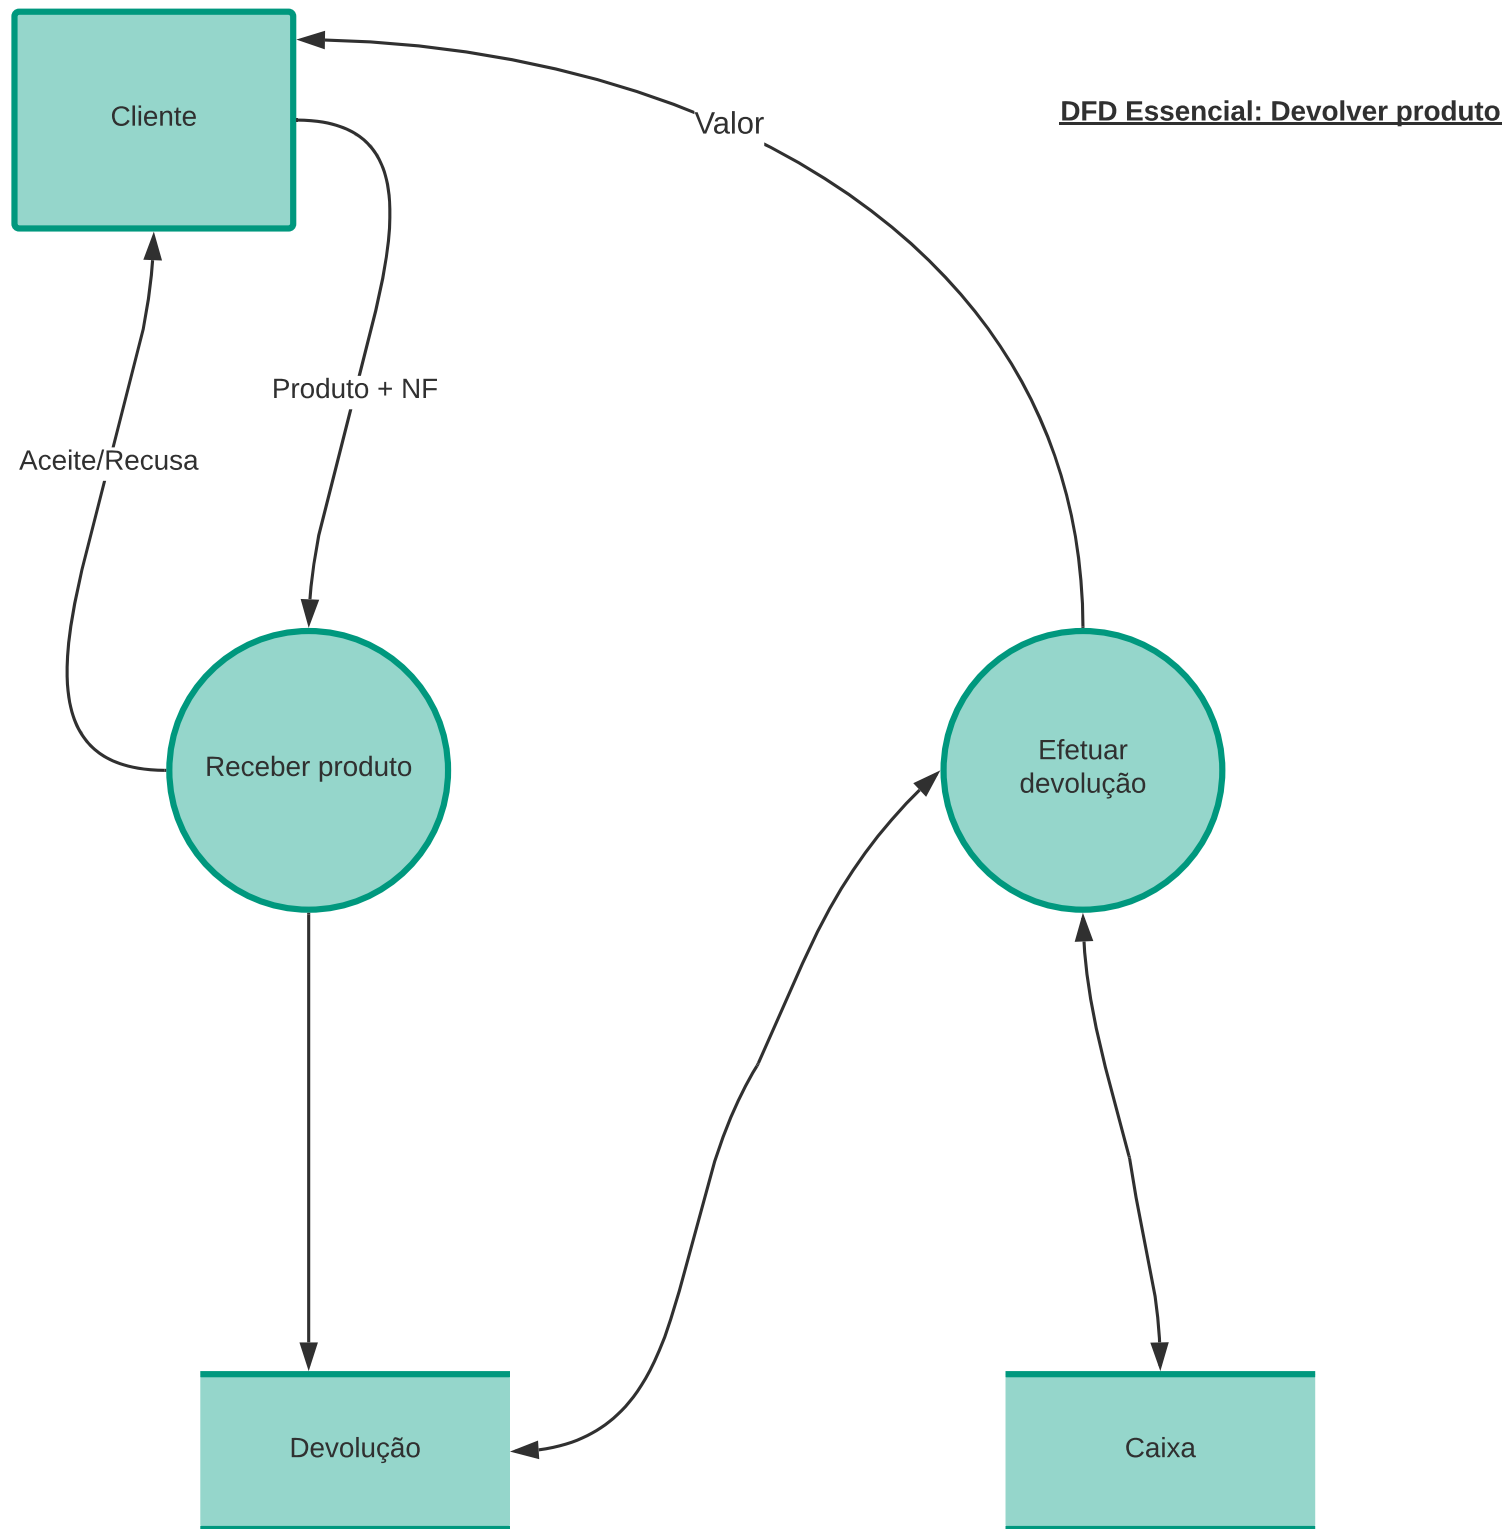 Cliente
Valor
DFD Essencial: Devolver produto
Produto + NF
Aceite/Recusa
Receber produto
Efetuar
devolução
Devolução
Caixa